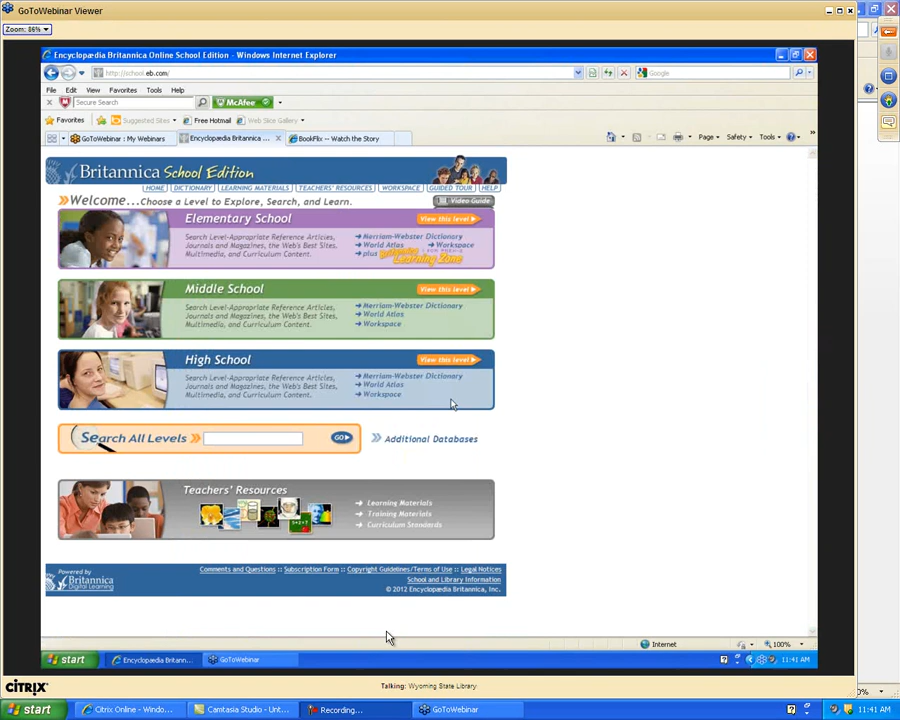 GoToWebinar Viewer
Zoom: 86%
Encyclopædia Britannica Online School Edition - Windows Internet Explorer
http://school.eb.com/
Google
File Edit View Favorites Tools Help
Secure Search McAfee
Favorites Suggested Sites Free Hotmail Web Slice Gallery
GoToWebinar : My Webinars Encyclopædia Britannica ... BookFlix -- Watch the Story Page Safety Tools
Britannica School Edition
HOME DICTIONARY LEARNING MATERIALS TEACHERS' RESOURCES WORKSPACE GUIDED TOUR HELP
Welcome...Choose a Level to Explore, Search, and Learn. Video Guide
Elementary School View this level
Search Level-Appropriate Reference Articles,
Journals and Magazines, the Web's Best Sites,
Multimedia, and Curriculum Content.
Merriam-Webster Dictionary
World Atlas Workspace
plus Learning Zone
Middle School View this level
Search Level-Appropriate Reference Articles,
Journals and Magazines, the Web's Best Sites,
Multimedia, and Curriculum Content.
Merriam-Webster Dictionary
World Atlas
Workspace
High School View this level
Search Level-Appropriate Reference Articles,
Journals and Magazines, the Web's Best Sites,
Multimedia, and Curriculum Content.
Merriam-Webster Dictionary
World Atlas
Workspace
Search All Levels GO Additional Databases
Teachers' Resources
Learning Materials
Training Materials
Curriculum Standards
Powered by
Britannica
Digital Learning
Comments and Questions :: Subscription Form :: Copyright Guidelines/Terms of Use :: Legal Notices
School and Library Information
© 2012 Encyclopædia Britannica, Inc.
Internet 100%
start Encyclopædia Britann... GoToWebinar 11:41 AM
CITRIX Talking: Wyoming State Library
0%
start Citrix Online - Windo... Camtasia Studio - Unt... Recording... GoToWebinar 11:41 AM